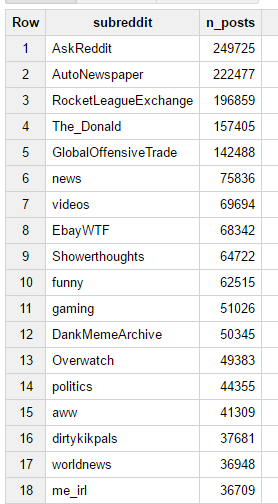 Row subreddit n_posts
1 AskReddit 249725
2 AutoNewspaper 222477
3 RocketLeagueExchange 196859
4 The_Donald 157405
5 GlobalOffensiveTrade 142488
6 news 75836
7 videos 69694
8 EbayWTF 68342
9 Showerthoughts 64722
10 funny 62515
11 gaming 51026
12 DankMemeArchive 50345
13 Overwatch 49383
14 politics 44355
15 aww 41309
16 dirtykikpals 37681
17 worldnews 36948
18 me_irl 36709